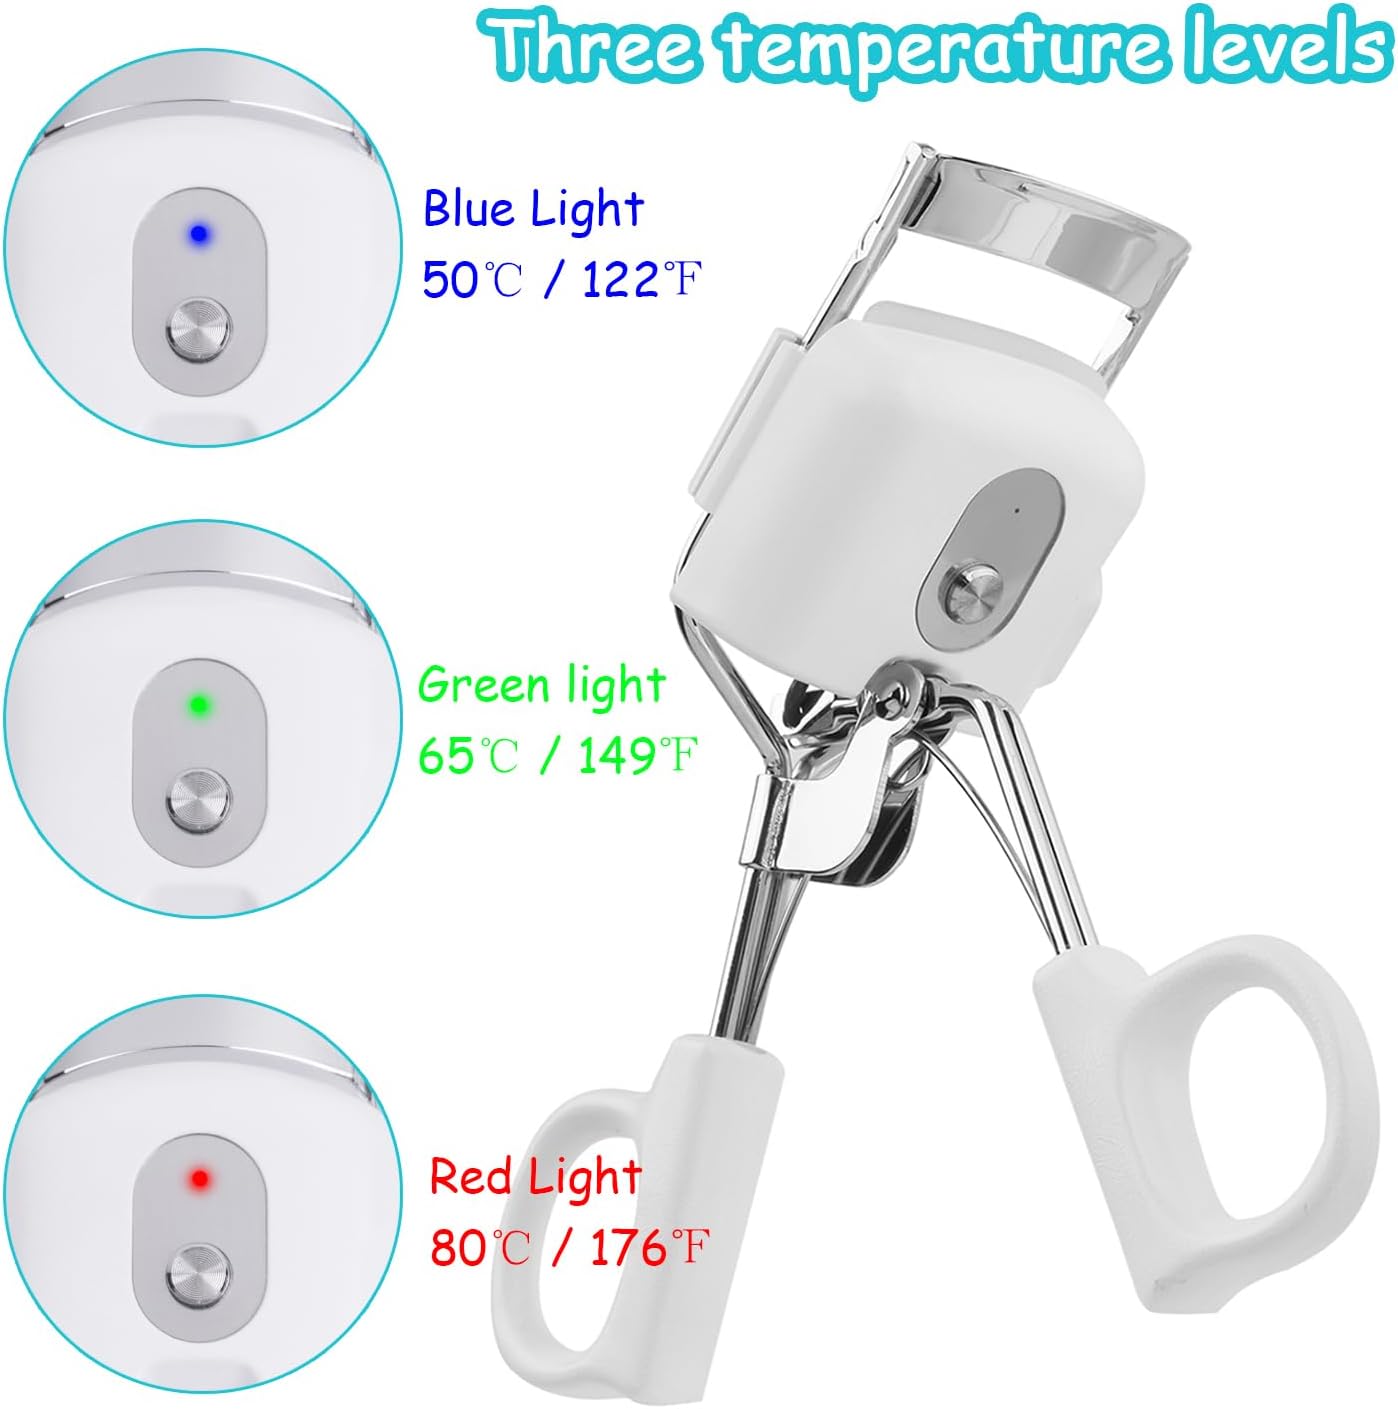 Three temperature levels
Blue Light
50℃ / 122℉
Green light
65℃ / 149℉
Red Light
80℃ / 176℉